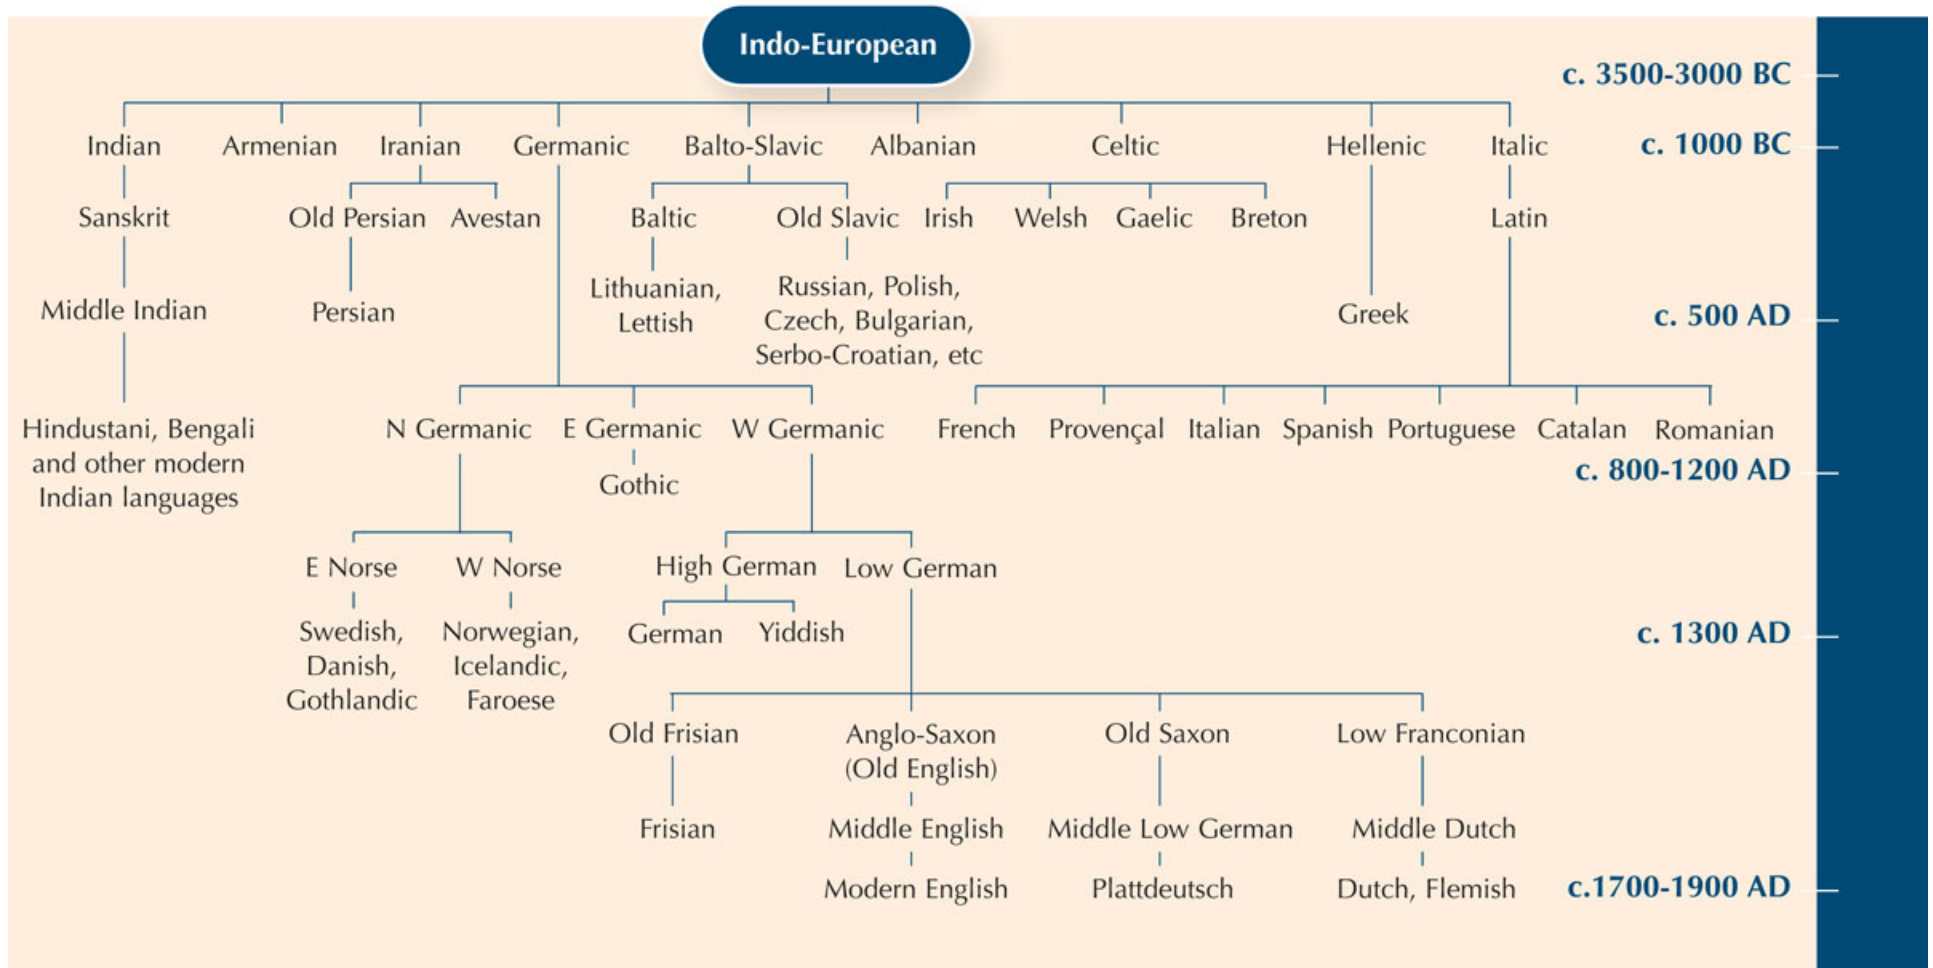 Indo-European
c. 3500-3000 BC
Indian Armenian Iranian Germanic Balto-Slavic Albanian Celtic Hellenic Italic c. 1000 BC
Sanskrit Old Persian Avestan Baltic Old Slavic Irish Welsh Gaelic Breton Latin
Lithuanian,
Lettish
Russian, Polish,
Czech, Bulgarian,
Serbo-Croatian, etc
Middle Indian Persian Greek c. 500 AD
Hindustani, Bengali
and other modern
Indian languages
N Germanic E Germanic W Germanic French Provençal Italian Spanish Portuguese Catalan Romanian
c. 800-1200 AD
Gothic
E Norse W Norse High German Low German
Swedish,
Danish,
Gothlandic
Norwegian,
Icelandic,
Faroese
German Yiddish c. 1300 AD
Old Frisian
Anglo-Saxon
(Old English)
Old Saxon Low Franconian
Frisian Middle English Middle Low German Middle Dutch
Modern English Plattdeutsch Dutch, Flemish c.1700-1900 AD